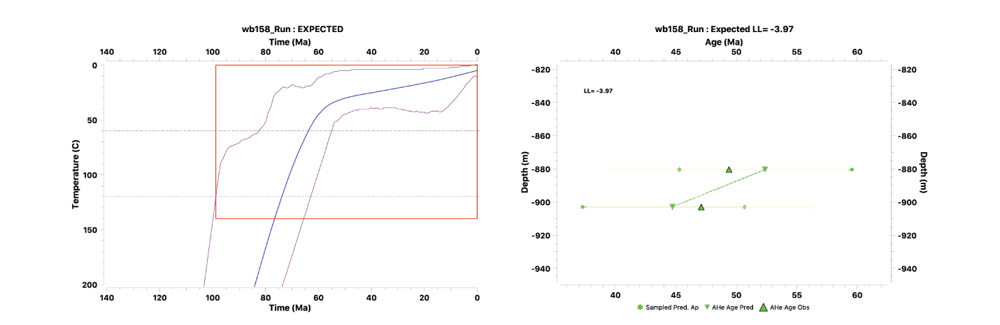 wb158_Run : EXPECTED
Time (Ma)
140 120 100 80 60 40 20 0
0
50
100
150
200
Temperature (C)
140 120 100 80 60 40 20 0
Time (Ma)
wb158_Run : Expected LL= -3.97
Age (Ma)
40 45 50 55 60
-820 -820
LL= -3.97
-840 -840
-860 -860
-880 -880
-900 -900
-920 -920
-940 -940
Depth (m)
Depth (m)
40 45 50 55 60
Sampled Pred. Ap AHe Age Pred AHe Age Obs